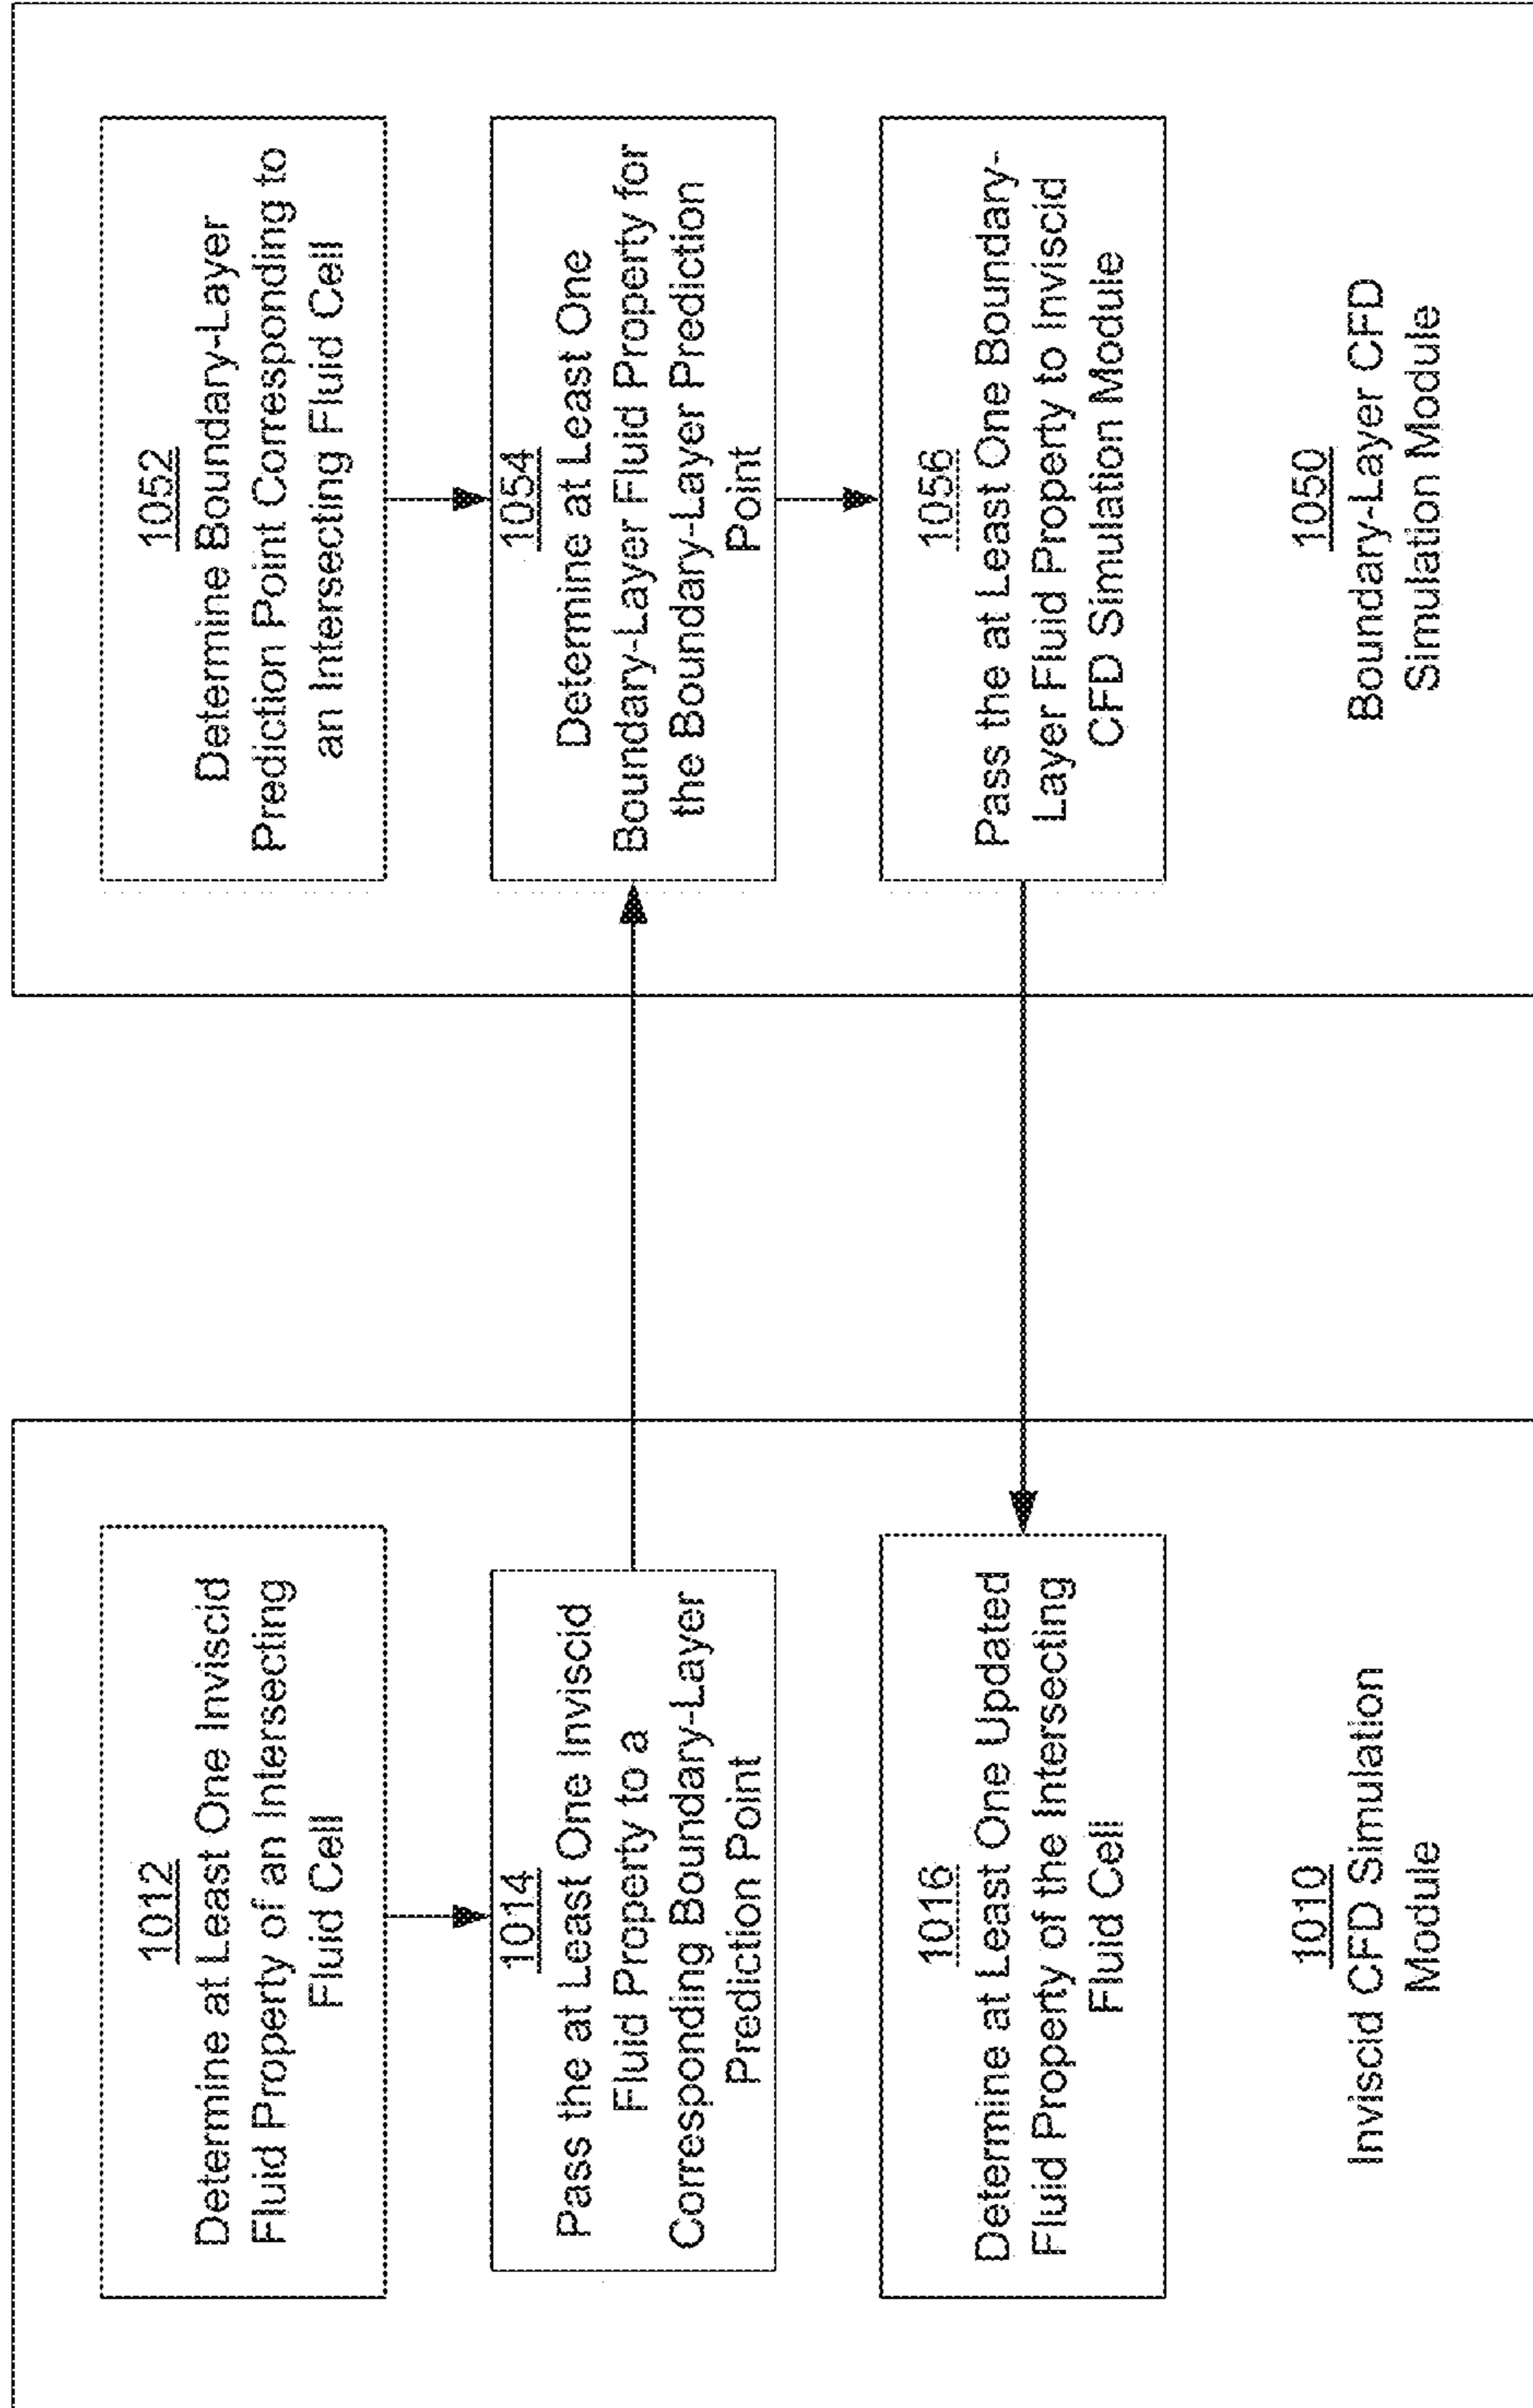 1012
Determine at Least One Inviscid
Fluid Property of an Intersecting
Fluid Cell
1014
Pass the at Least One Inviscid
Fluid Property to a
Corresponding Boundary-Layer
Prediction Point
1016
Determine at Least One Updated
Fluid Property of the Intersecting
Fluid Cell
1010
Inviscid CFD Simulation
Module
1052
Determine Boundary-Layer
Prediction Point Corresponding to
an Intersecting Fluid Cell
1054
Determine at Least One
Boundary-Layer Fluid Property for
the Boundary-Layer Prediction
Point
1056
Pass the at Least One Boundary-
Layer Fluid Property to Inviscid
CFD Simulation Module
1050
Boundary-Layer CFD
Simulation Module